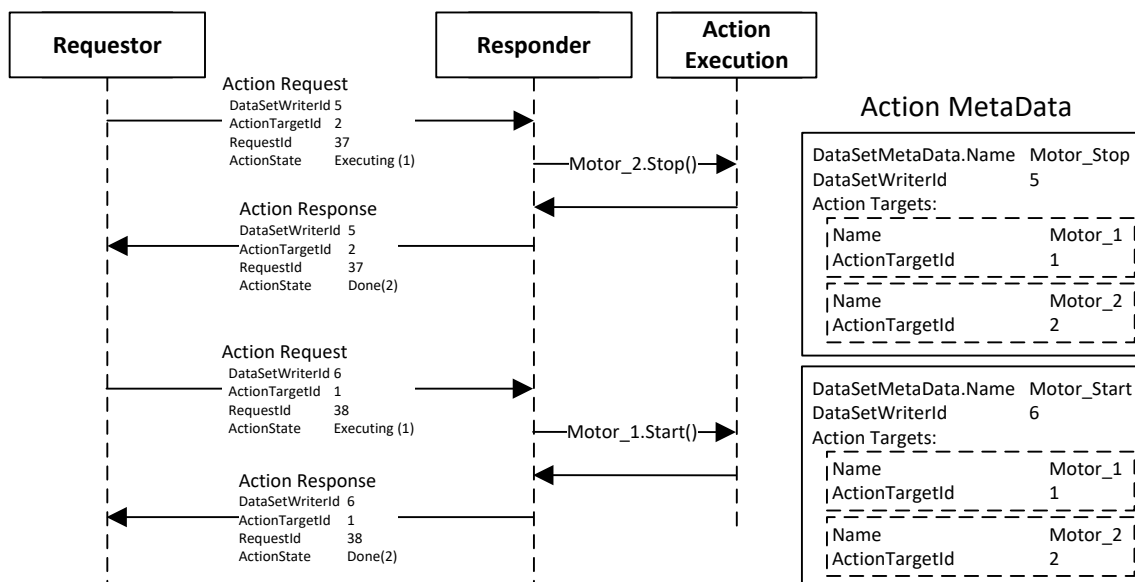 Requestor
Responder
Action
Execution
Action Request
DataSetWriterId 5
ActionTargetId 2
RequestId 37
ActionState Executing (1)
Motor_2.Stop()
Action Response
DataSetWriterId 5
ActionTargetId 2
RequestId 37
ActionState Done(2)
Action Request
DataSetWriterId 6
ActionTargetId 1
RequestId 38
ActionState Executing (1)
Motor_1.Start()
Action Response
DataSetWriterId 6
ActionTargetId 1
RequestId 38
ActionState Done(2)
Action MetaData
DataSetMetaData.Name Motor_Stop
DataSetWriterId 5
Action Targets:
Name Motor_1
ActionTargetId 1
Name Motor_2
ActionTargetId 2
DataSetMetaData.Name Motor_Start
DataSetWriterId 6
Action Targets:
Name Motor_1
ActionTargetId 1
Name Motor_2
ActionTargetId 2